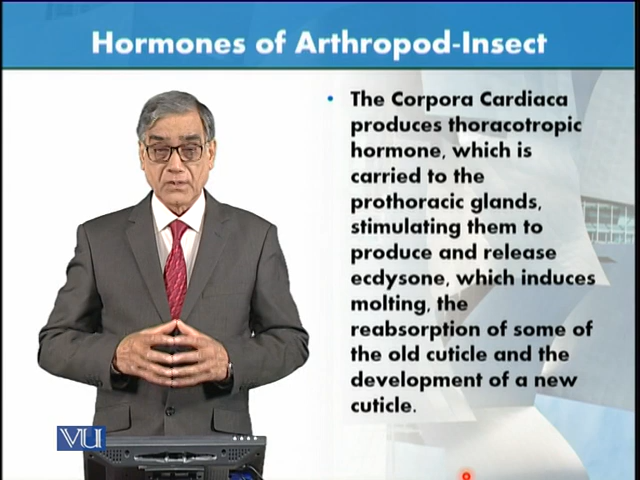 Hormones of Arthropod-Insect
• The Corpora Cardiaca
produces thoracotropic
hormone, which is
carried to the
prothoracic glands,
stimulating them to
produce and release
ecdysone, which induces
molting, the
reabsorption of some of
the old cuticle and the
development of a new
cuticle.
VU